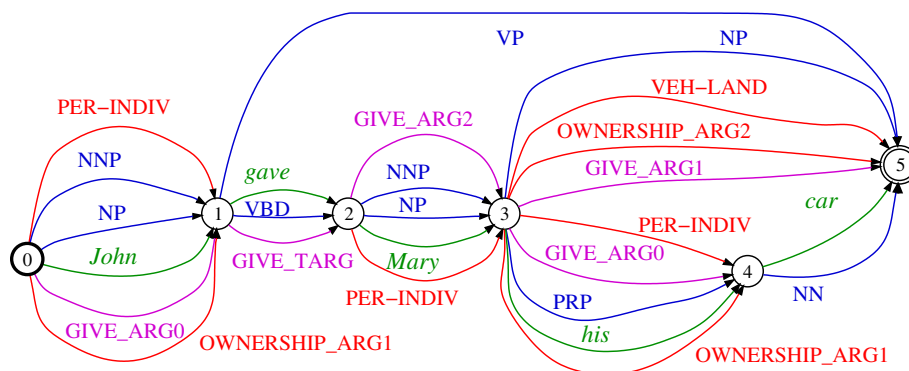 VP
NP
PER-INDIV
VEH-LAND
GIVE_ARG2
OWNERSHIP_ARG2
NNP
gave
NNP
GIVE_ARG1
5
NP
1
VBD
2
NP
3
PER-INDIV
car
0
John
GIVE_TARG
Mary
GIVE_ARG0
4
PER-INDIV
PRP
NN
GIVE_ARG0
his
OWNERSHIP_ARG1
OWNERSHIP_ARG1